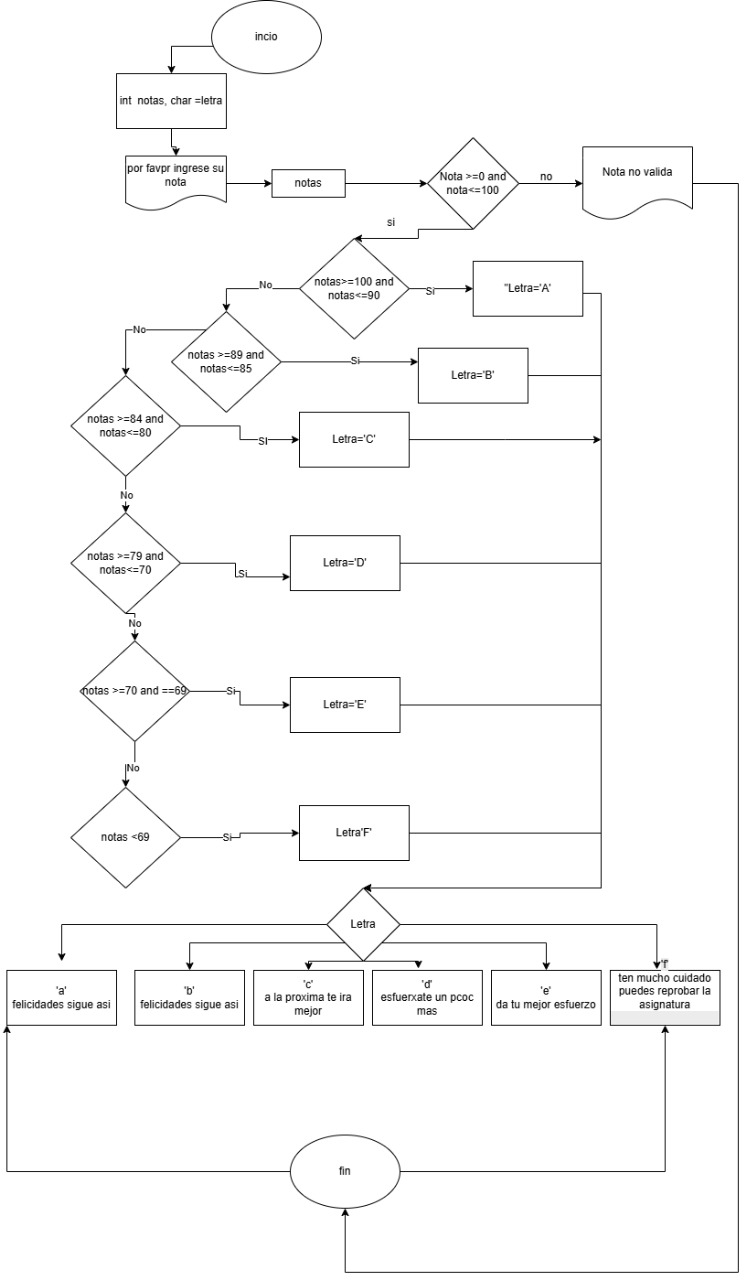 incio
int notas, char =letra
por favpr ingrese su
nota
notas
Nota >=0 and
nota<=100
no
Nota no valida
si
notas>=100 and
notas<=90
Si
"Letra='A'
No
notas >=89 and
notas<=85
Si
Letra='B'
No
notas >=84 and
notas<=80
SI
Letra='C'
No
notas >=79 and
notas<=70
Si
Letra='D'
No
notas >=70 and ==69
Si
Letra='E'
No
notas <69
Si
Letra'F'
Letra
'a'
felicidades sigue asi
'b'
felicidades sigue asi
'c'
a la proxima te ira
mejor
'd'
esfuerxate un pcoc
mas
'e'
da tu mejor esfuerzo
'f'
ten mucho cuidado
puedes reprobar la
asignatura
fin